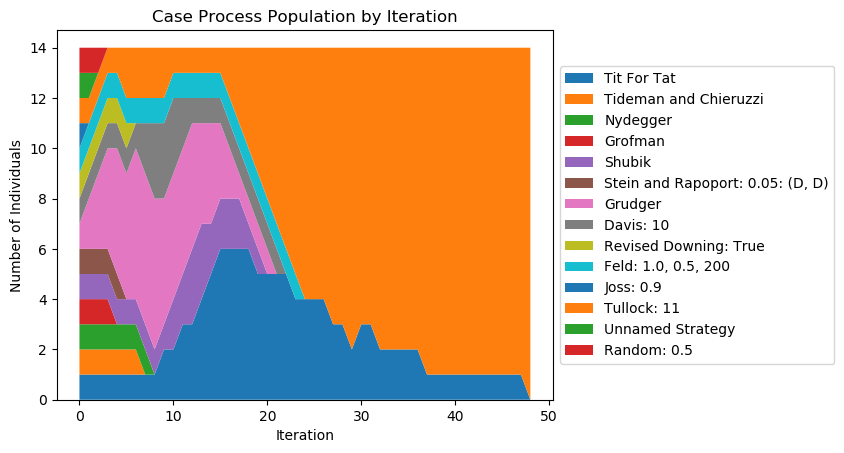 Case Process Population by Iteration
14
12
10
8
6
4
2
0
Number of Individuals
0 10 20 30 40 50
Iteration
Tit For Tat
Tideman and Chieruzzi
Nydegger
Grofman
Shubik
Stein and Rapoport: 0.05: (D, D)
Grudger
Davis: 10
Revised Downing: True
Feld: 1.0, 0.5, 200
Joss: 0.9
Tullock: 11
Unnamed Strategy
Random: 0.5